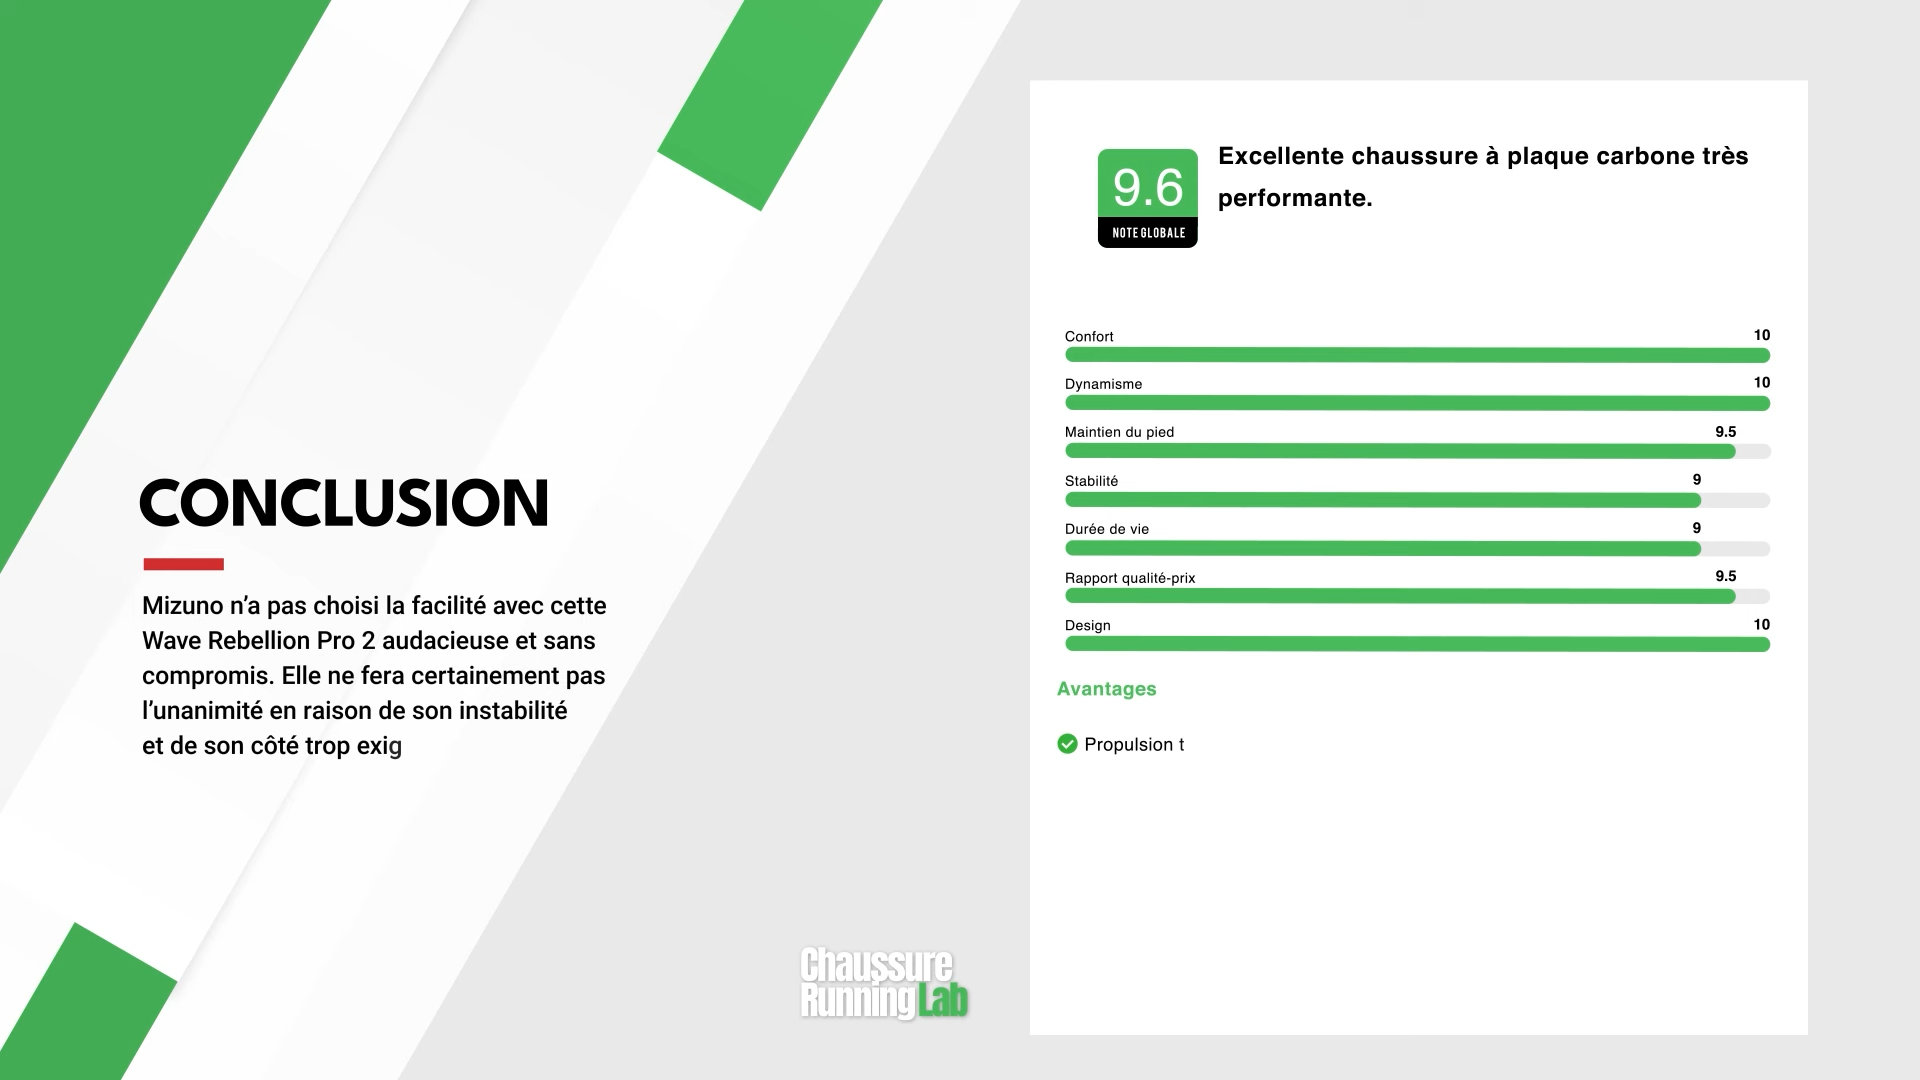 CONCLUSION
Mizuno n’a pas choisi la facilité avec cette
Wave Rebellion Pro 2 audacieuse et sans
compromis. Elle ne fera certainement pas
l’unanimité en raison de son instabilité
et de son côté trop exig
9.6
NOTE GLOBALE
Excellente chaussure à plaque carbone très
performante.
Confort 10
Dynamisme 10
Maintien du pied 9.5
Stabilité 9
Durée de vie 9
Rapport qualité-prix 9.5
Design 10
Avantages
Propulsion t
Chaussure
RunningLab